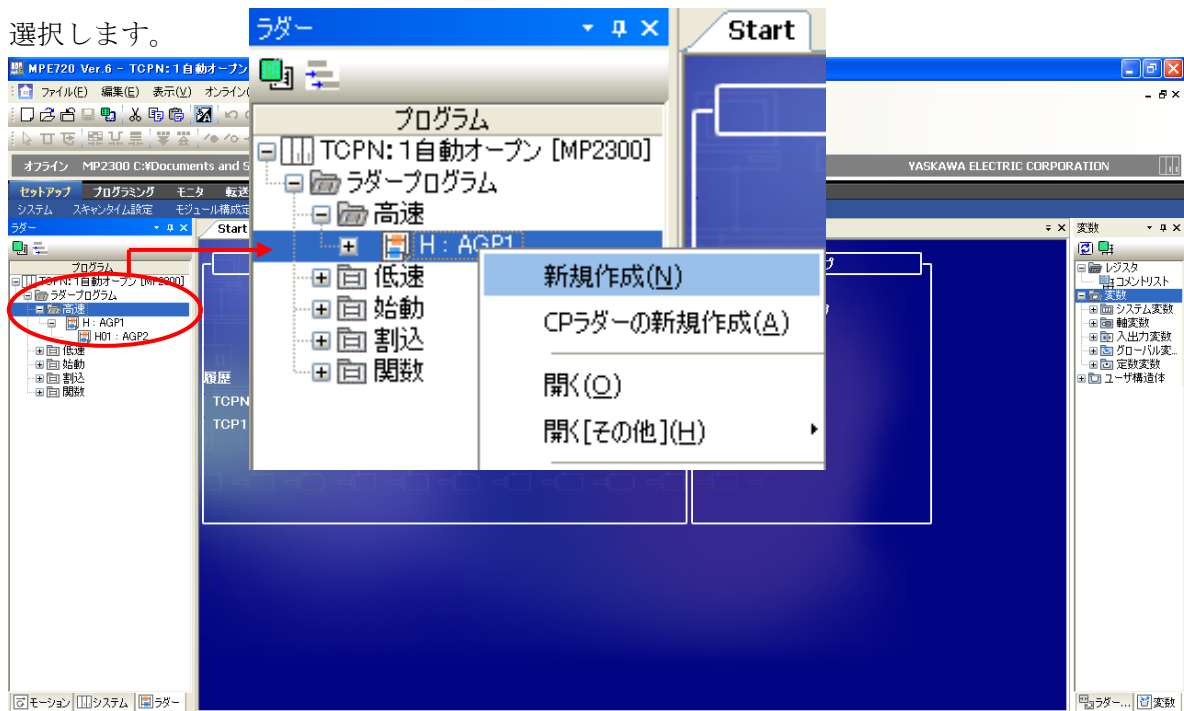 選択します。
ラダー
Start
プログラム
TCPN:1自動オープン [MP2300]
ラダープログラム
高速
H : AGP1
低速
始動
割込
関数
新規作成(N)
CPラダーの新規作成(A)
開く(O)
開く[その他](H)
MPE720 Ver.6 - TCPN:1自動オープン
ファイル(E) 編集(E) 表示(V) オンライン
オフライン MP2300 C:¥Documents and S
YASKAWA ELECTRIC CORPORATION
セットアップ プログラミング モニタ 転送
システム スキャンタイム設定 モジュール構成定
ラダー
Start
プログラム
TCPN:1自動オープン [MP2300]
ラダープログラム
高速
H : AGP1
H01 : AGP2
低速
始動
割込
関数
履歴
TCPN
TCP1
変数
レジスタ
コメントリスト
変数
システム変数
軸変数
入出力変数
グローバル変...
定数変数
ユーザ構造体
モーション システム ラダー
ラダー... 変数